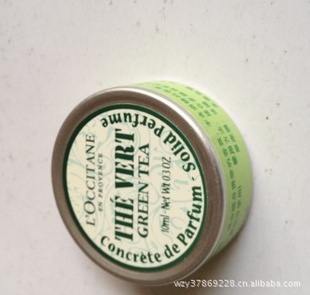 L'OCCITANE
EN PROVENCE
THÉ VERT
GREEN TEA
10ml - Net Wt 0.3 OZ
Concrète de Parfum · Solid Perfume
wzy37869228.cn.alibaba.com